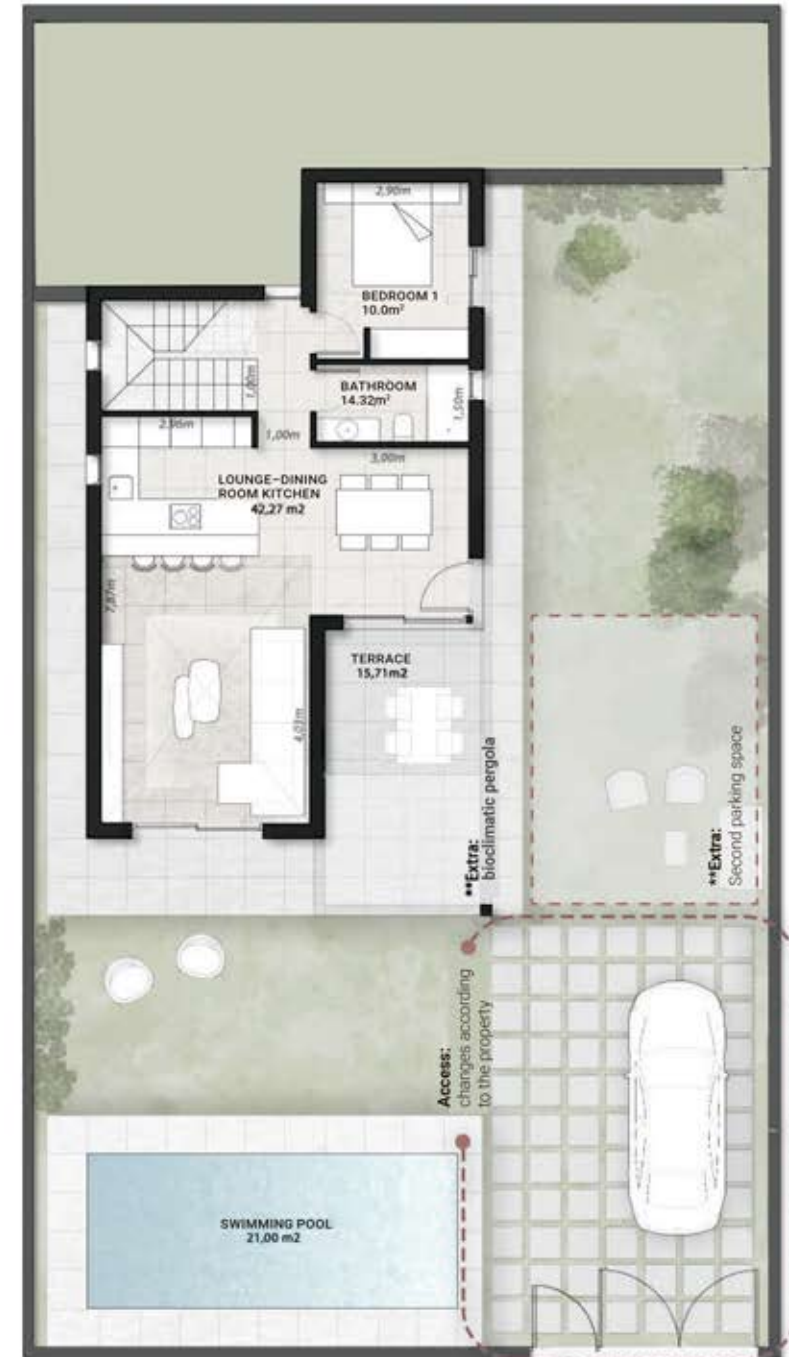 2,90m
BEDROOM 1
10.0m²
1,00m
BATHROOM
14.32m²
1,50m
2,96m
1,00m
3,00m
LOUNGE-DINING
ROOM KITCHEN
42,27 m2
7,87m
TERRACE
15,71m2
4,03m
**Extra:
bioclimatic pergola
**Extra:
Second parking space
Access:
changes according
to the property
SWIMMING POOL
21,00 m2